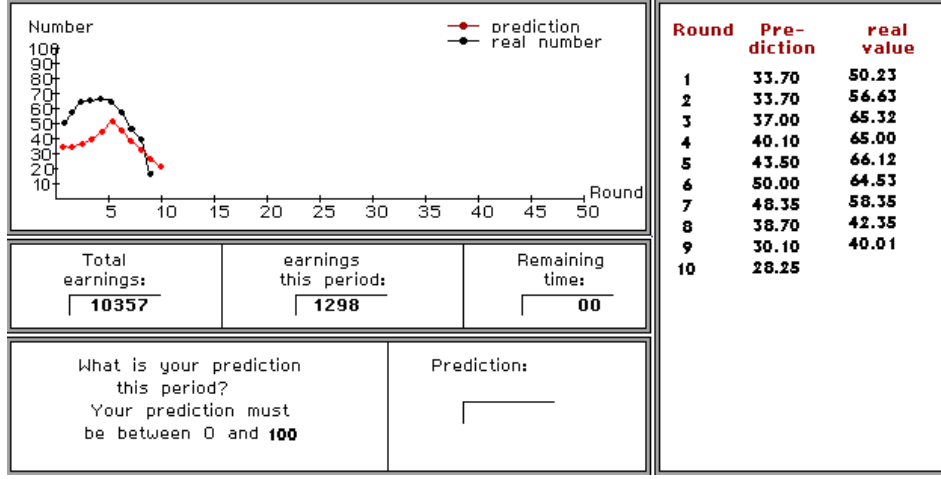 Number
prediction
real number
100
90
80
70
60
50
40
30
20
10
Round
5 10 15 20 25 30 35 40 45 50
Total
earnings:
10357
earnings
this period:
1298
Remaining
time:
00
What is your prediction
this period?
Your prediction must
be between 0 and 100
Prediction:
Round Pre- real
diction value
1 33.70 50.23
2 33.70 56.63
3 37.00 65.32
4 40.10 65.00
5 43.50 66.12
6 50.00 64.53
7 48.35 58.35
8 38.70 42.35
9 30.10 40.01
10 28.25